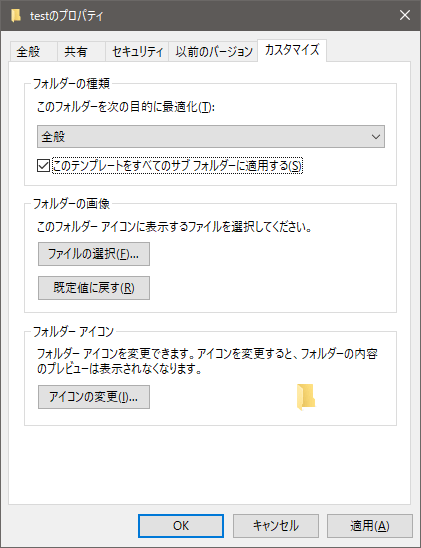 testのプロパティ
全般
共有
セキュリティ
以前のバージョン
カスタマイズ
フォルダーの種類
このフォルダーを次の目的に最適化(T):
全般
このテンプレートをすべてのサブ フォルダーに適用する(S)
フォルダーの画像
このフォルダー アイコンに表示するファイルを選択してください。
ファイルの選択(F)...
既定値に戻す(R)
フォルダー アイコン
フォルダー アイコンを変更できます。アイコンを変更すると、フォルダーの内容
のプレビューは表示されなくなります。
アイコンの変更(I)...
OK
キャンセル
適用(A)